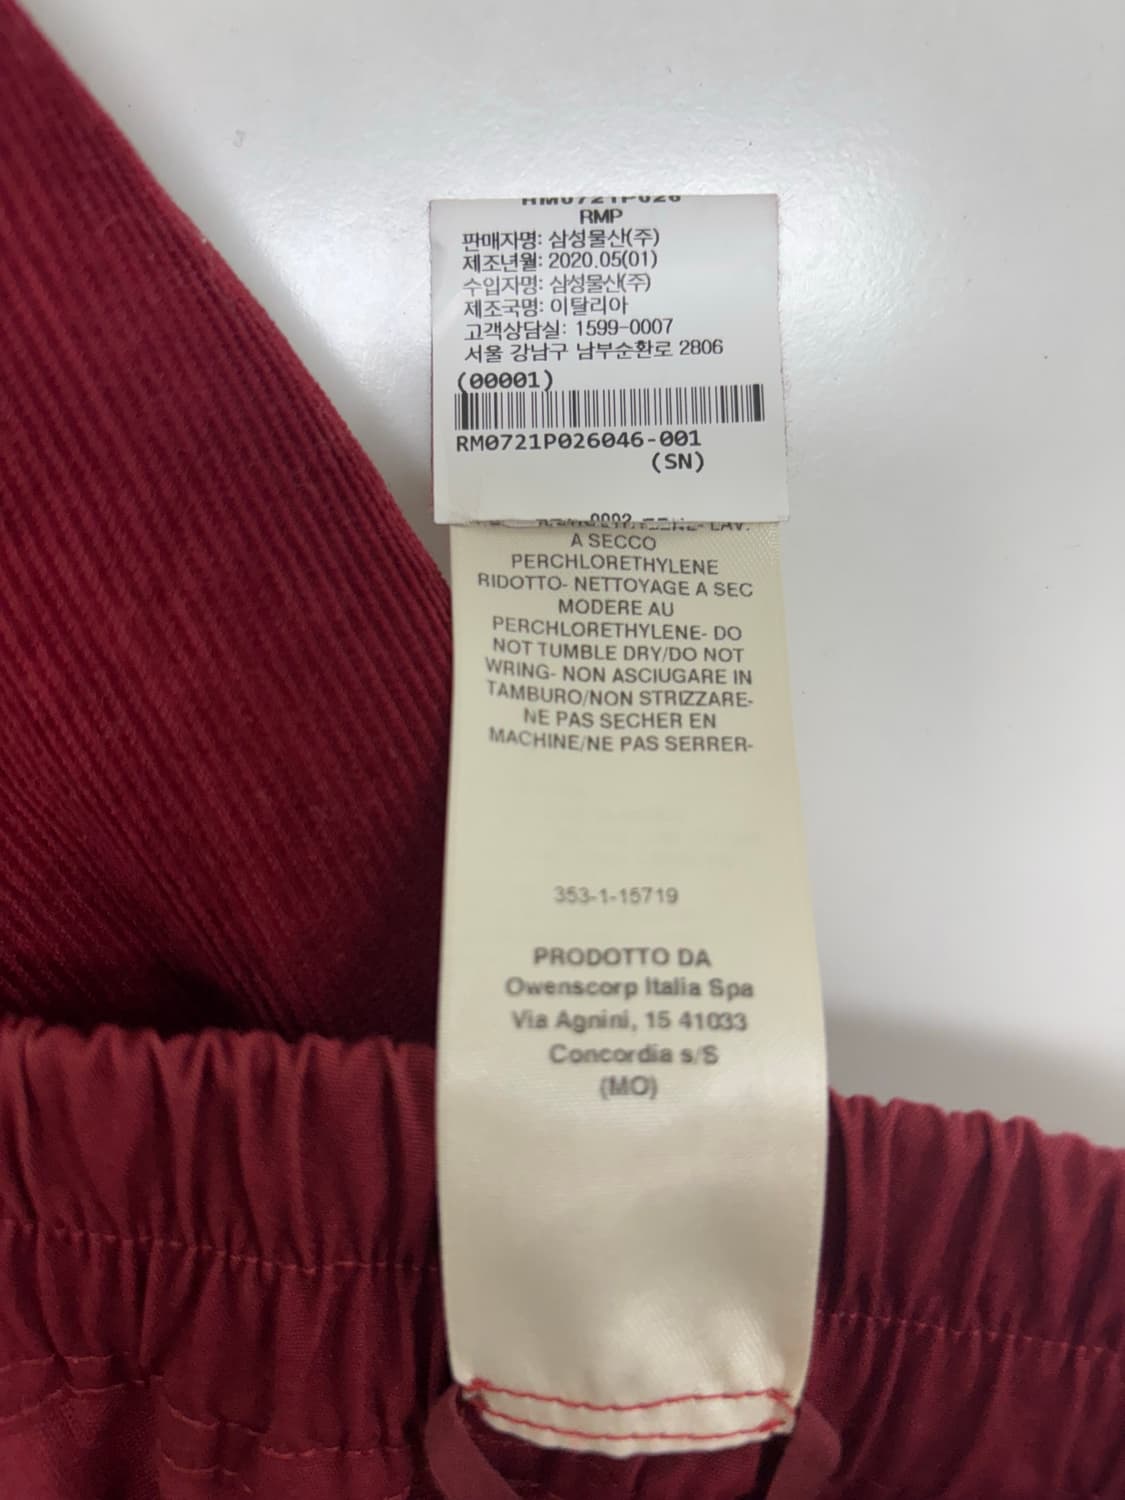 RM0721P026
RMP
판매자명: 삼성물산(주)
제조년월: 2020.05(01)
수입자명: 삼성물산(주)
제조국명: 이탈리아
고객상담실: 1599-0007
서울 강남구 남부순환로 2806
(00001)
RM0721P026046-001
(SN)
0002
LAV.
A SECCO
PERCHLORETHYLENE
RIDOTTO- NETTOYAGE A SEC
MODERE AU
PERCHLORETHYLENE- DO
NOT TUMBLE DRY/DO NOT
WRING- NON ASCIUGARE IN
TAMBURO/NON STRIZZARE-
NE PAS SECHER EN
MACHINE/NE PAS SERRER-
353-1-15719
PRODOTTO DA
Owenscorp Italia Spa
Via Agnini, 15 41033
Concordia s/S
(MO)